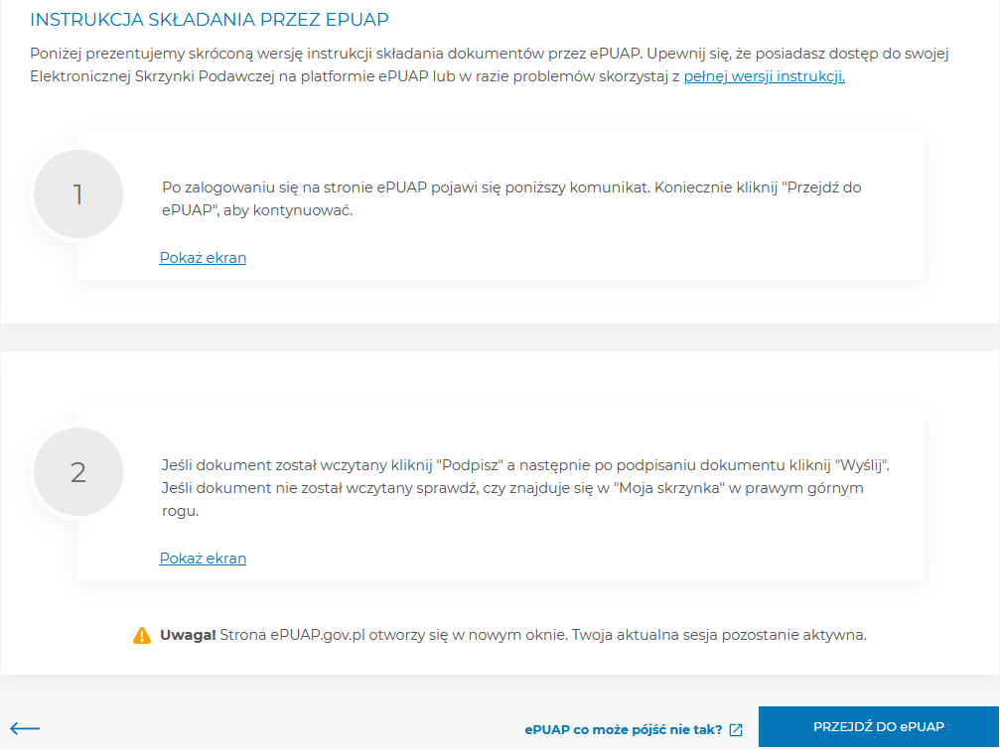 INSTRUKCJA SKŁADANIA PRZEZ EPUAP
Poniżej prezentujemy skróconą wersję instrukcji składania dokumentów przez ePUAP. Upewnij się, że posiadasz dostęp do swojej
Elektronicznej Skrzynki Podawczej na platformie ePUAP lub w razie problemów skorzystaj z pełnej wersji instrukcji.
1
Po zalogowaniu się na stronie ePUAP pojawi się poniższy komunikat. Koniecznie kliknij "Przejdź do
ePUAP", aby kontynuować.
Pokaż ekran
2
Jeśli dokument został wczytany kliknij "Podpisz" a następnie po podpisaniu dokumentu kliknij "Wyślij".
Jeśli dokument nie został wczytany sprawdź, czy znajduje się w "Moja skrzynka" w prawym górnym
rogu.
Pokaż ekran
Uwaga! Strona ePUAP.gov.pl otworzy się w nowym oknie. Twoja aktualna sesja pozostanie aktywna.
ePUAP co może pójść nie tak?
PRZEJDŹ DO ePUAP